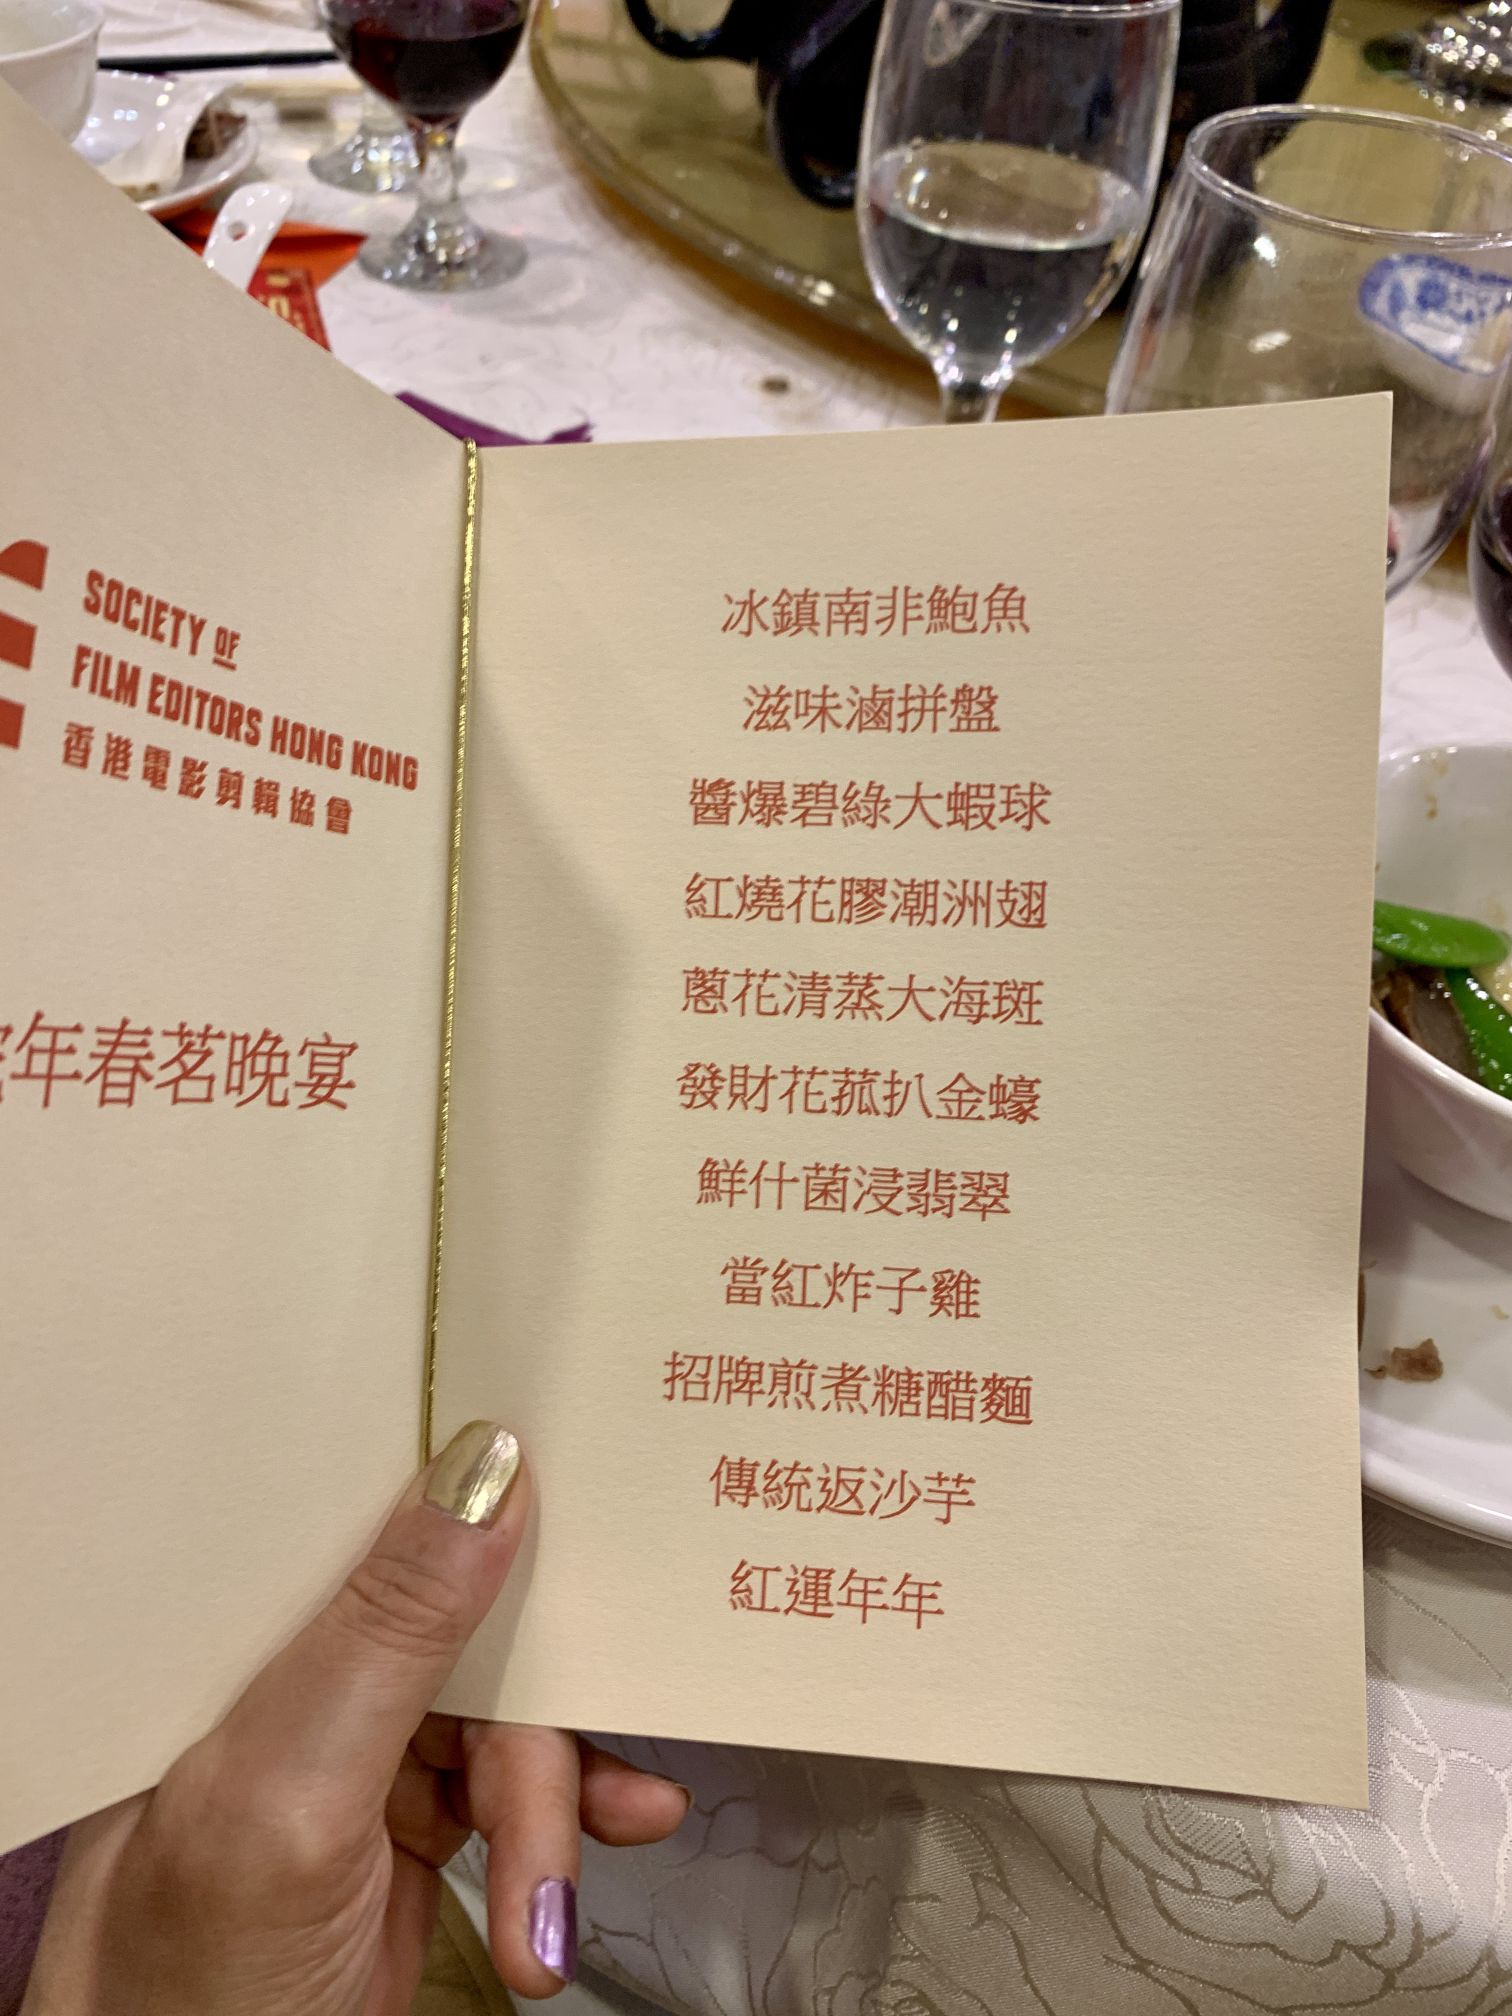 SOCIETY OF
FILM EDITORS HONG KONG
香港電影剪輯協會
年春茗晚宴
冰鎮南非鮑魚
滋味滷拼盤
醬爆碧綠大蝦球
紅燒花膠潮洲翅
蔥花清蒸大海斑
發財花菰扒金蠔
鮮什菌浸翡翠
當紅炸子雞
招牌煎煮糖醋麵
傳統返沙芋
紅運年年